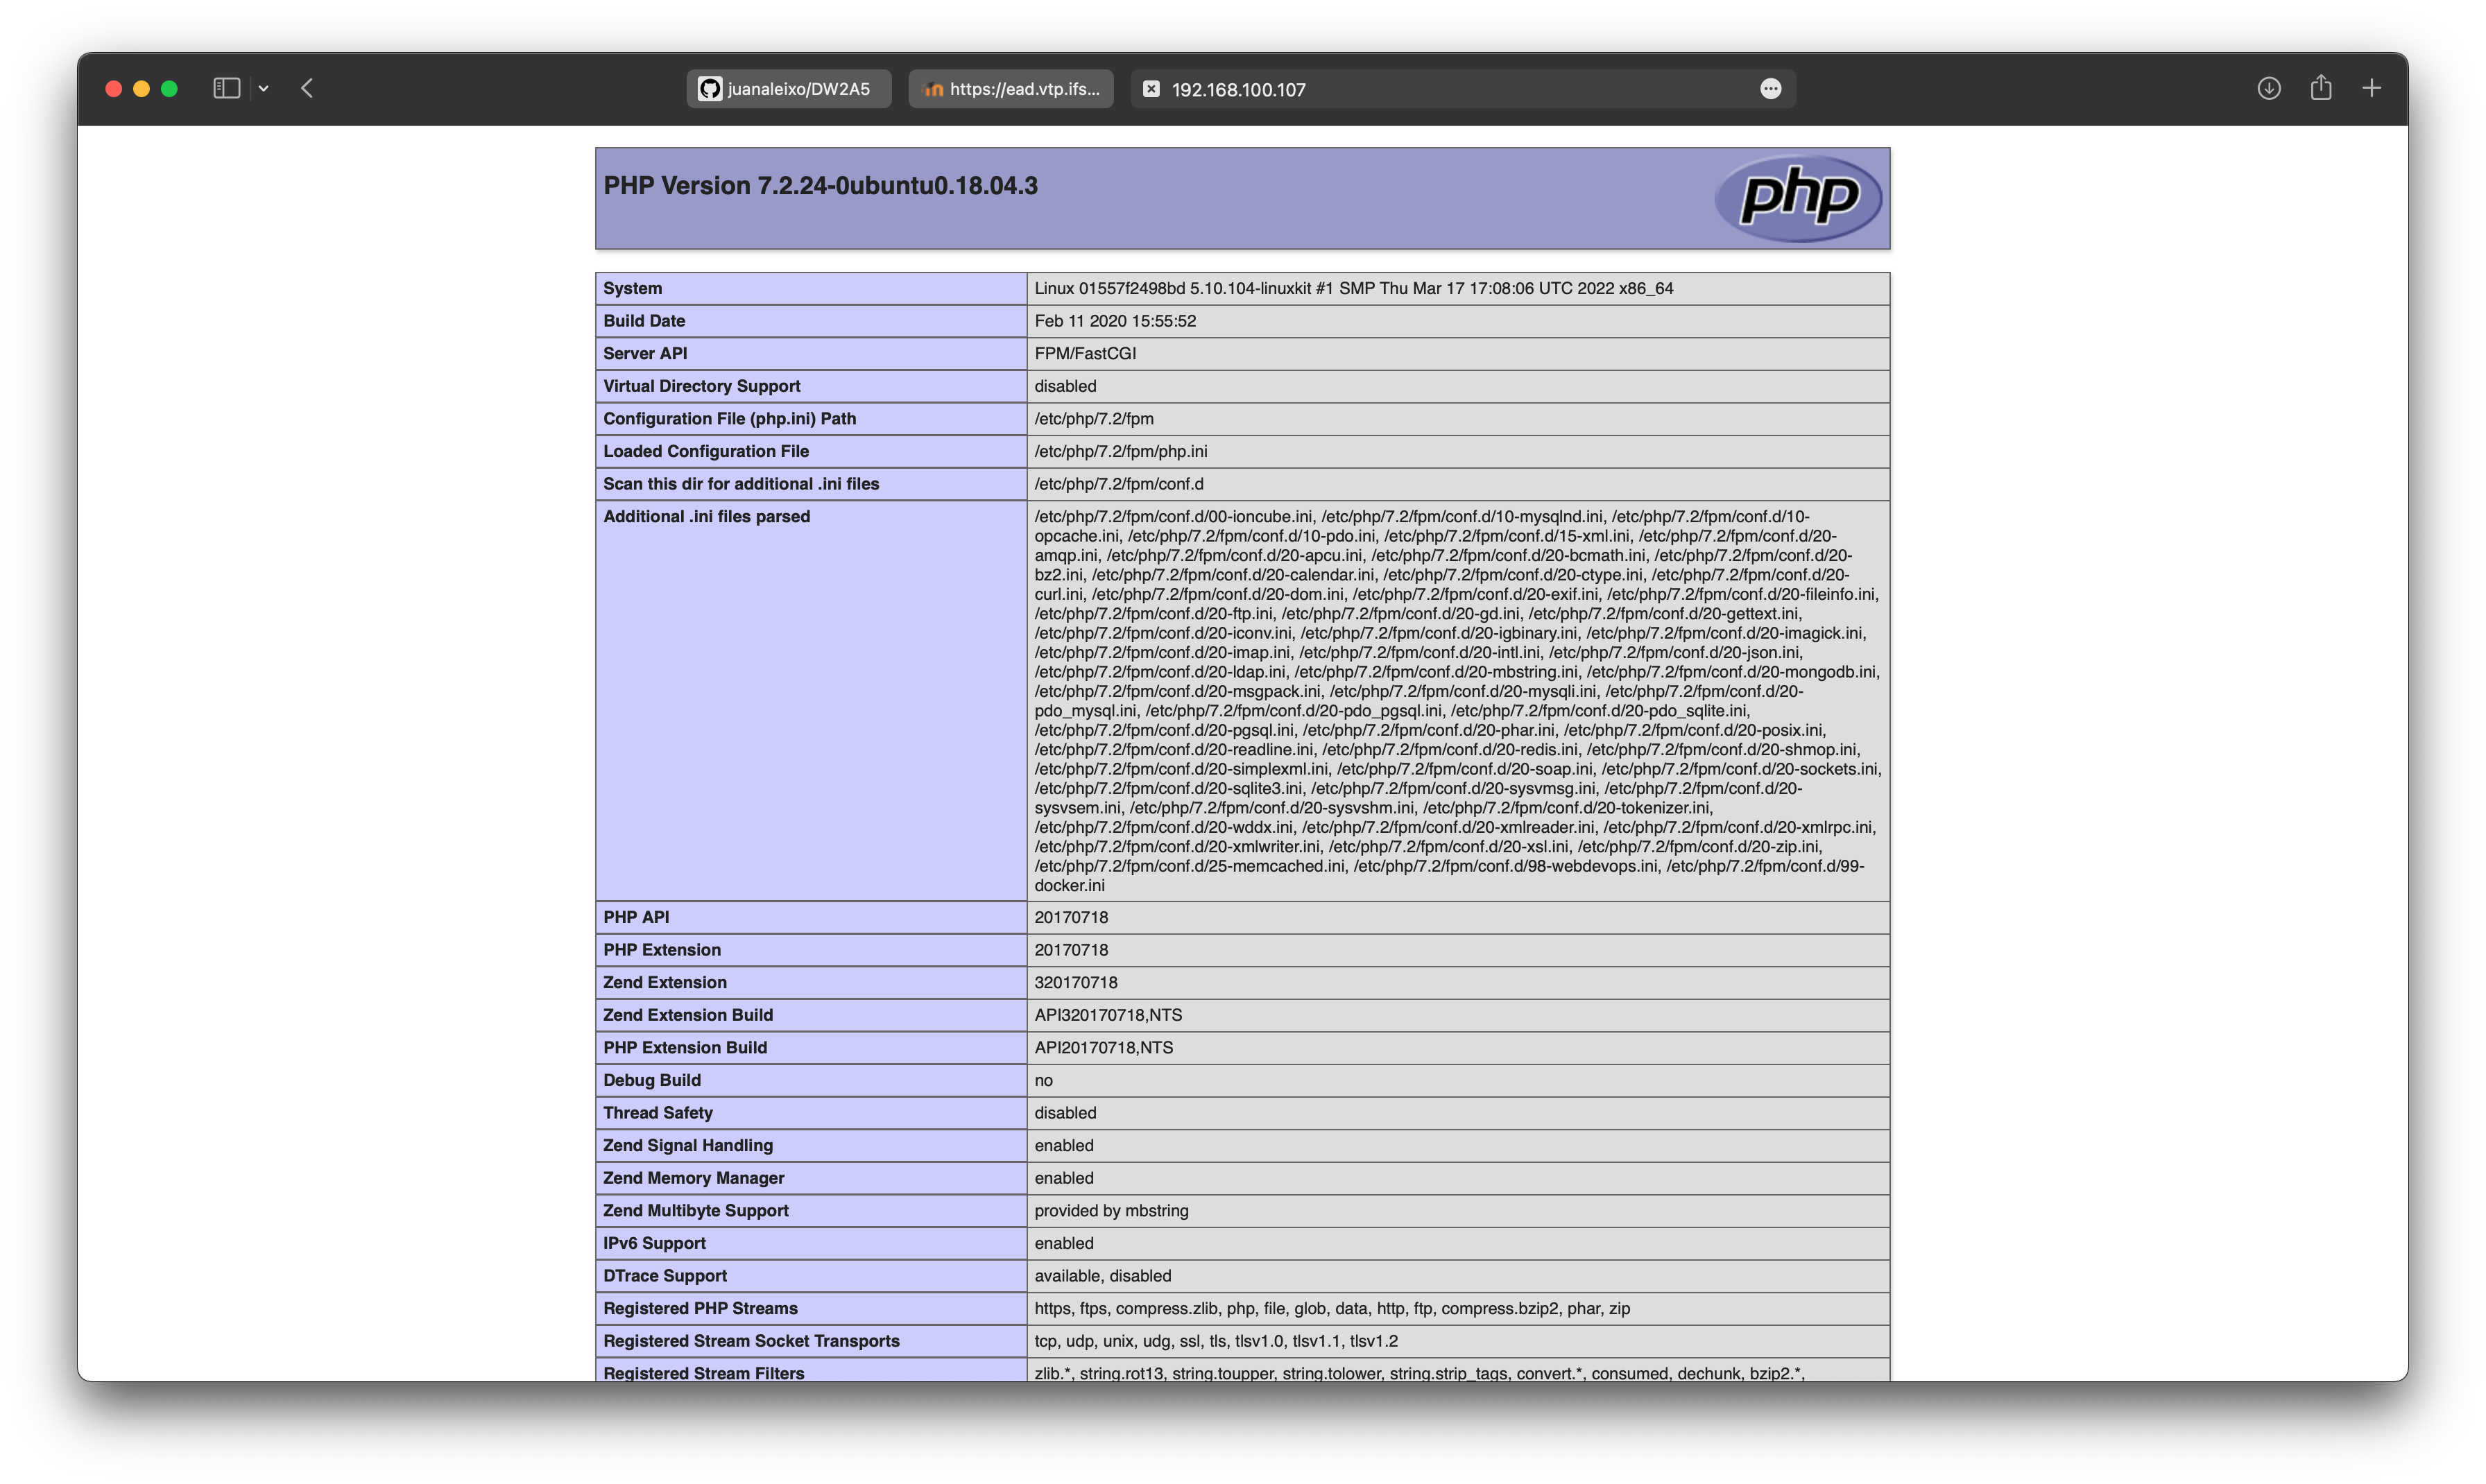 juanaleixo/DW2A5 https://ead.vtp.ifs... 192.168.100.107
PHP Version 7.2.24-0ubuntu0.18.04.3
php
System Linux 01557f2498bd 5.10.104-linuxkit #1 SMP Thu Mar 17 17:08:06 UTC 2022 x86_64
Build Date Feb 11 2020 15:55:52
Server API FPM/FastCGI
Virtual Directory Support disabled
Configuration File (php.ini) Path /etc/php/7.2/fpm
Loaded Configuration File /etc/php/7.2/fpm/php.ini
Scan this dir for additional .ini files /etc/php/7.2/fpm/conf.d
Additional .ini files parsed /etc/php/7.2/fpm/conf.d/00-ioncube.ini, /etc/php/7.2/fpm/conf.d/10-mysqlnd.ini, /etc/php/7.2/fpm/conf.d/10-
opcache.ini, /etc/php/7.2/fpm/conf.d/10-pdo.ini, /etc/php/7.2/fpm/conf.d/15-xml.ini, /etc/php/7.2/fpm/conf.d/20-
amqp.ini, /etc/php/7.2/fpm/conf.d/20-apcu.ini, /etc/php/7.2/fpm/conf.d/20-bcmath.ini, /etc/php/7.2/fpm/conf.d/20-
bz2.ini, /etc/php/7.2/fpm/conf.d/20-calendar.ini, /etc/php/7.2/fpm/conf.d/20-ctype.ini, /etc/php/7.2/fpm/conf.d/20-
curl.ini, /etc/php/7.2/fpm/conf.d/20-dom.ini, /etc/php/7.2/fpm/conf.d/20-exif.ini, /etc/php/7.2/fpm/conf.d/20-fileinfo.ini,
/etc/php/7.2/fpm/conf.d/20-ftp.ini, /etc/php/7.2/fpm/conf.d/20-gd.ini, /etc/php/7.2/fpm/conf.d/20-gettext.ini,
/etc/php/7.2/fpm/conf.d/20-iconv.ini, /etc/php/7.2/fpm/conf.d/20-igbinary.ini, /etc/php/7.2/fpm/conf.d/20-imagick.ini,
/etc/php/7.2/fpm/conf.d/20-imap.ini, /etc/php/7.2/fpm/conf.d/20-intl.ini, /etc/php/7.2/fpm/conf.d/20-json.ini,
/etc/php/7.2/fpm/conf.d/20-ldap.ini, /etc/php/7.2/fpm/conf.d/20-mbstring.ini, /etc/php/7.2/fpm/conf.d/20-mongodb.ini,
/etc/php/7.2/fpm/conf.d/20-msgpack.ini, /etc/php/7.2/fpm/conf.d/20-mysqli.ini, /etc/php/7.2/fpm/conf.d/20-
pdo_mysql.ini, /etc/php/7.2/fpm/conf.d/20-pdo_pgsql.ini, /etc/php/7.2/fpm/conf.d/20-pdo_sqlite.ini,
/etc/php/7.2/fpm/conf.d/20-pgsql.ini, /etc/php/7.2/fpm/conf.d/20-phar.ini, /etc/php/7.2/fpm/conf.d/20-posix.ini,
/etc/php/7.2/fpm/conf.d/20-readline.ini, /etc/php/7.2/fpm/conf.d/20-redis.ini, /etc/php/7.2/fpm/conf.d/20-shmop.ini,
/etc/php/7.2/fpm/conf.d/20-simplexml.ini, /etc/php/7.2/fpm/conf.d/20-soap.ini, /etc/php/7.2/fpm/conf.d/20-sockets.ini,
/etc/php/7.2/fpm/conf.d/20-sqlite3.ini, /etc/php/7.2/fpm/conf.d/20-sysvmsg.ini, /etc/php/7.2/fpm/conf.d/20-
sysvsem.ini, /etc/php/7.2/fpm/conf.d/20-sysvshm.ini, /etc/php/7.2/fpm/conf.d/20-tokenizer.ini,
/etc/php/7.2/fpm/conf.d/20-wddx.ini, /etc/php/7.2/fpm/conf.d/20-xmlreader.ini, /etc/php/7.2/fpm/conf.d/20-xmlrpc.ini,
/etc/php/7.2/fpm/conf.d/20-xmlwriter.ini, /etc/php/7.2/fpm/conf.d/20-xsl.ini, /etc/php/7.2/fpm/conf.d/20-zip.ini,
/etc/php/7.2/fpm/conf.d/25-memcached.ini, /etc/php/7.2/fpm/conf.d/98-webdevops.ini, /etc/php/7.2/fpm/conf.d/99-
docker.ini
PHP API 20170718
PHP Extension 20170718
Zend Extension 320170718
Zend Extension Build API320170718,NTS
PHP Extension Build API20170718,NTS
Debug Build no
Thread Safety disabled
Zend Signal Handling enabled
Zend Memory Manager enabled
Zend Multibyte Support provided by mbstring
IPv6 Support enabled
DTrace Support available, disabled
Registered PHP Streams https, ftps, compress.zlib, php, file, glob, data, http, ftp, compress.bzip2, phar, zip
Registered Stream Socket Transports tcp, udp, unix, udg, ssl, tls, tlsv1.0, tlsv1.1, tlsv1.2
Registered Stream Filters zlib.*, string.rot13, string.toupper, string.tolower, string.strip_tags, convert.*, consumed, dechunk, bzip2.*,